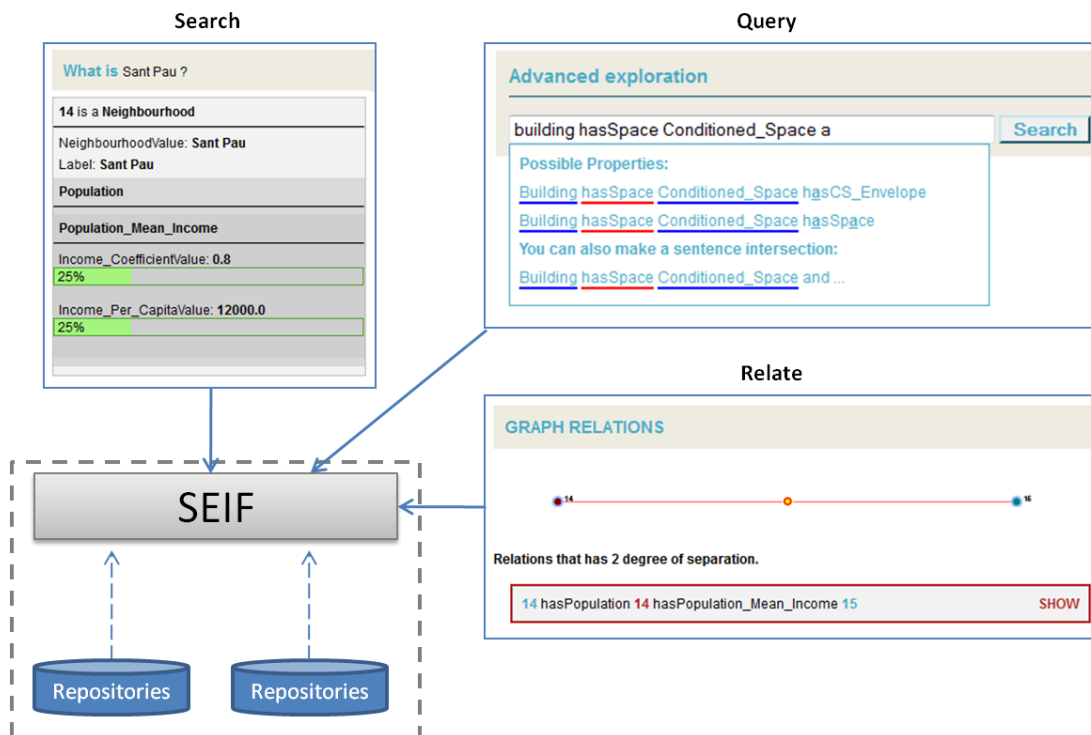 Search
What is Sant Pau ?
14 is a Neighbourhood
NeighbourhoodValue: Sant Pau
Label: Sant Pau
Population
Population_Mean_Income
Income_CoefficientValue: 0.8
25%
Income_Per_CapitaValue: 12000.0
25%
Query
Advanced exploration
building hasSpace Conditioned_Space a
Search
Possible Properties:
Building hasSpace Conditioned_Space hasCS_Envelope
Building hasSpace Conditioned_Space hasSpace
You can also make a sentence intersection:
Building hasSpace Conditioned_Space and ...
Relate
GRAPH RELATIONS
14
16
Relations that has 2 degree of separation.
14 hasPopulation 14 hasPopulation_Mean_Income 15
SHOW
SEIF
Repositories
Repositories